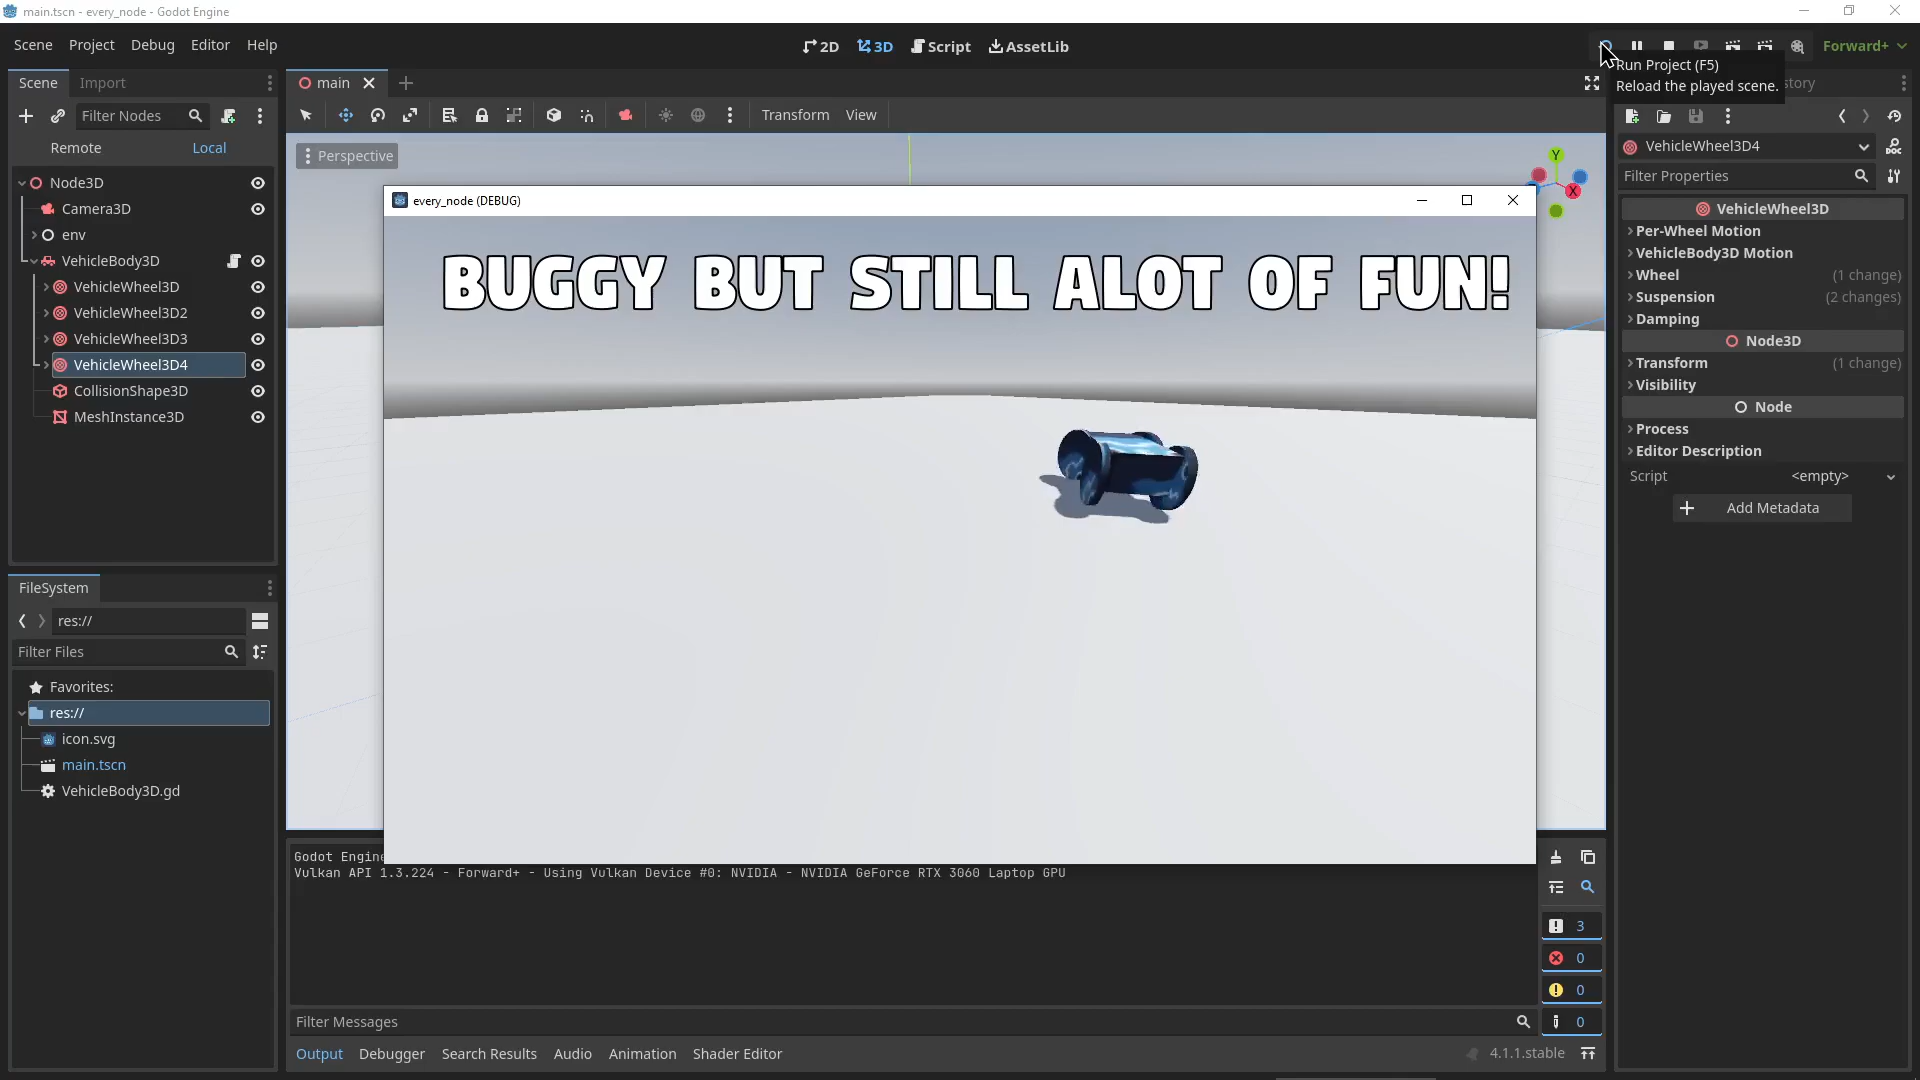 main.tscn - every_node - Godot Engine
Scene Project Debug Editor Help
2D 3D Script AssetLib
Forward+
Run Project (F5)
Reload the played scene.
Scene Import
main
Filter Nodes
Transform View
Remote Local
Perspective
Node3D
Camera3D
env
VehicleBody3D
VehicleWheel3D
VehicleWheel3D2
VehicleWheel3D3
VehicleWheel3D4
CollisionShape3D
MeshInstance3D
every_node (DEBUG)
BUGGY BUT STILL ALOT OF FUN!
Y
X
VehicleWheel3D4
Filter Properties
VehicleWheel3D
Per-Wheel Motion
VehicleBody3D Motion
Wheel (1 change)
Suspension (2 changes)
Damping
Node3D
Transform (1 change)
Visibility
Node
Process
Editor Description
Script <empty>
Add Metadata
FileSystem
res://
Filter Files
Favorites:
res://
icon.svg
main.tscn
VehicleBody3D.gd
Godot Engine
Vulkan API 1.3.224 - Forward+ - Using Vulkan Device #0: NVIDIA - NVIDIA GeForce RTX 3060 Laptop GPU
3
0
0
0
Filter Messages
Output Debugger Search Results Audio Animation Shader Editor
4.1.1.stable